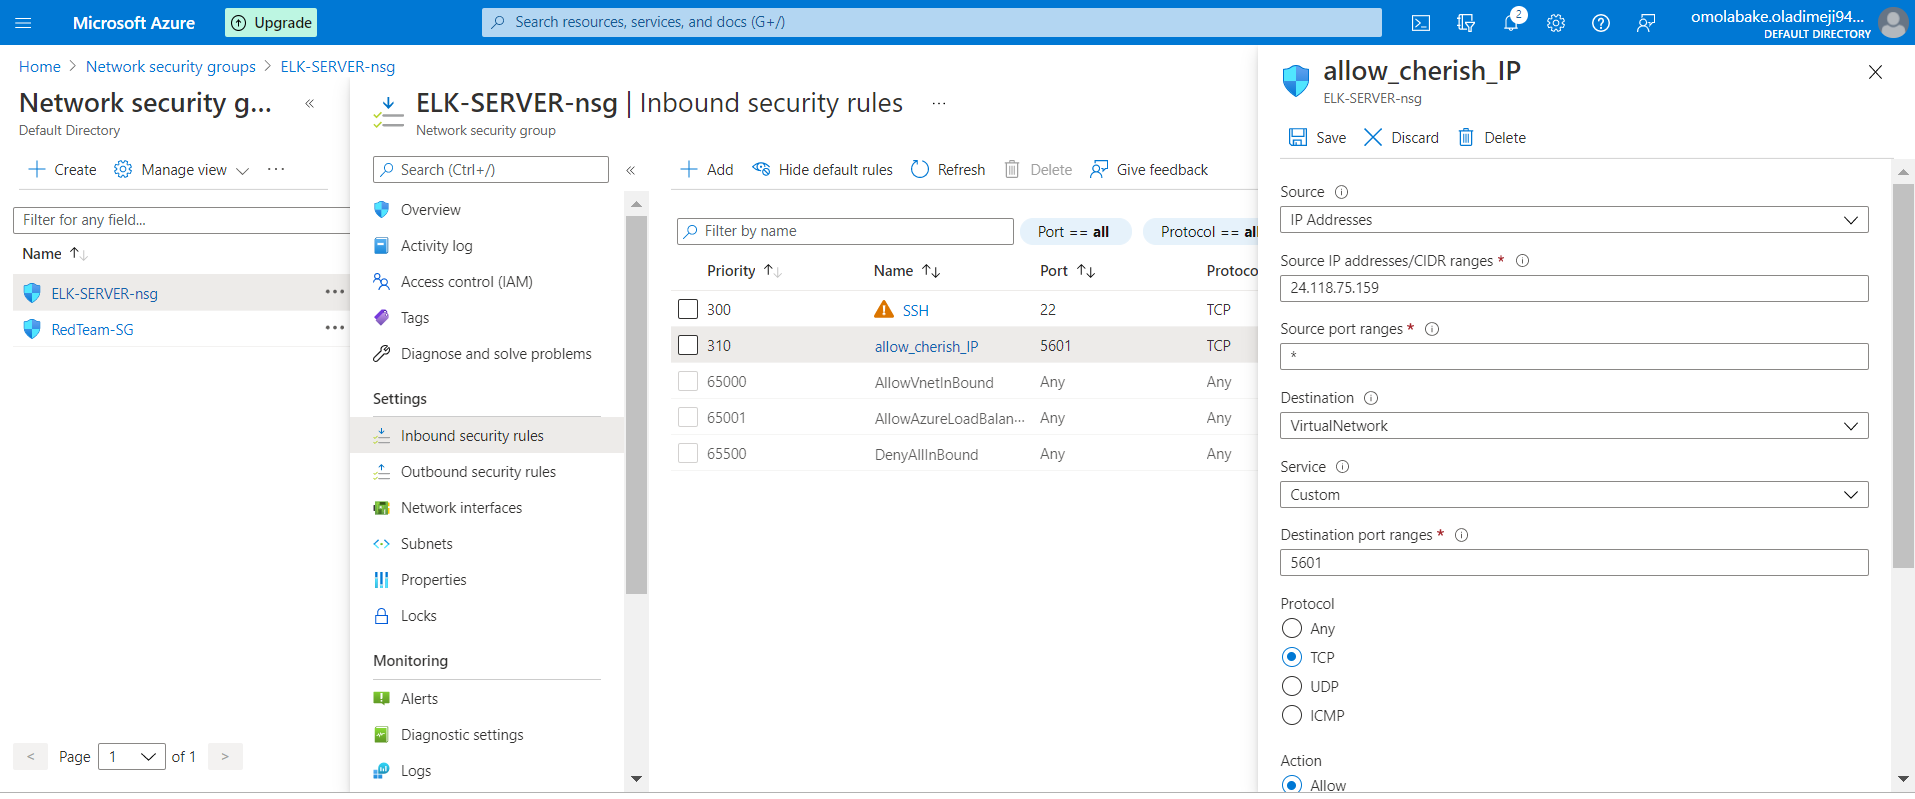 Microsoft Azure
Upgrade
Search resources, services, and docs (G+/)
2
omolabake.oladimeji94...
DEFAULT DIRECTORY
Home > Network security groups > ELK-SERVER-nsg
Network security g... «
Default Directory
+ Create Manage view ...
Filter for any field...
Name ↑↓
ELK-SERVER-nsg ...
RedTeam-SG ...
< Page 1 of 1 >
ELK-SERVER-nsg | Inbound security rules ...
Network security group
Search (Ctrl+/) «
Overview
Activity log
Access control (IAM)
Tags
Diagnose and solve problems
Settings
Inbound security rules
Outbound security rules
Network interfaces
Subnets
Properties
Locks
Monitoring
Alerts
Diagnostic settings
Logs
+ Add Hide default rules Refresh Delete Give feedback
Filter by name Port == all Protocol == all
Priority ↑↓ Name ↑↓ Port ↑↓ Protoco
300 SSH 22 TCP
310 allow_cherish_IP 5601 TCP
65000 AllowVnetInBound Any Any
65001 AllowAzureLoadBalan... Any Any
65500 DenyAllInBound Any Any
allow_cherish_IP
ELK-SERVER-nsg
Save Discard Delete
Source
IP Addresses
Source IP addresses/CIDR ranges *
24.118.75.159
Source port ranges *
*
Destination
VirtualNetwork
Service
Custom
Destination port ranges *
5601
Protocol
Any
TCP
UDP
ICMP
Action
Allow